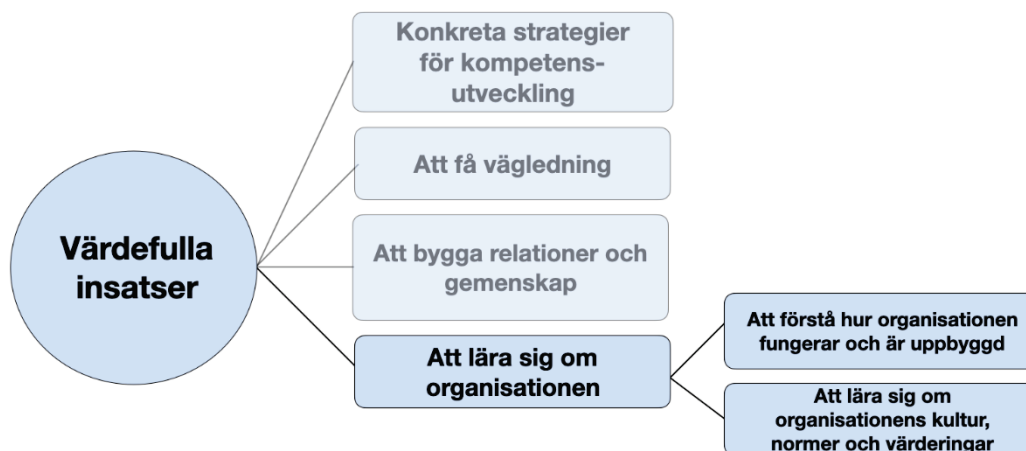 Konkreta strategier
för kompetens-
utveckling
Att få vägledning
Värdefulla
insatser
Att bygga relationer och
gemenskap
Att lära sig om
organisationen
Att förstå hur organisationen
fungerar och är uppbyggd
Att lära sig om
organisationens kultur,
normer och värderingar